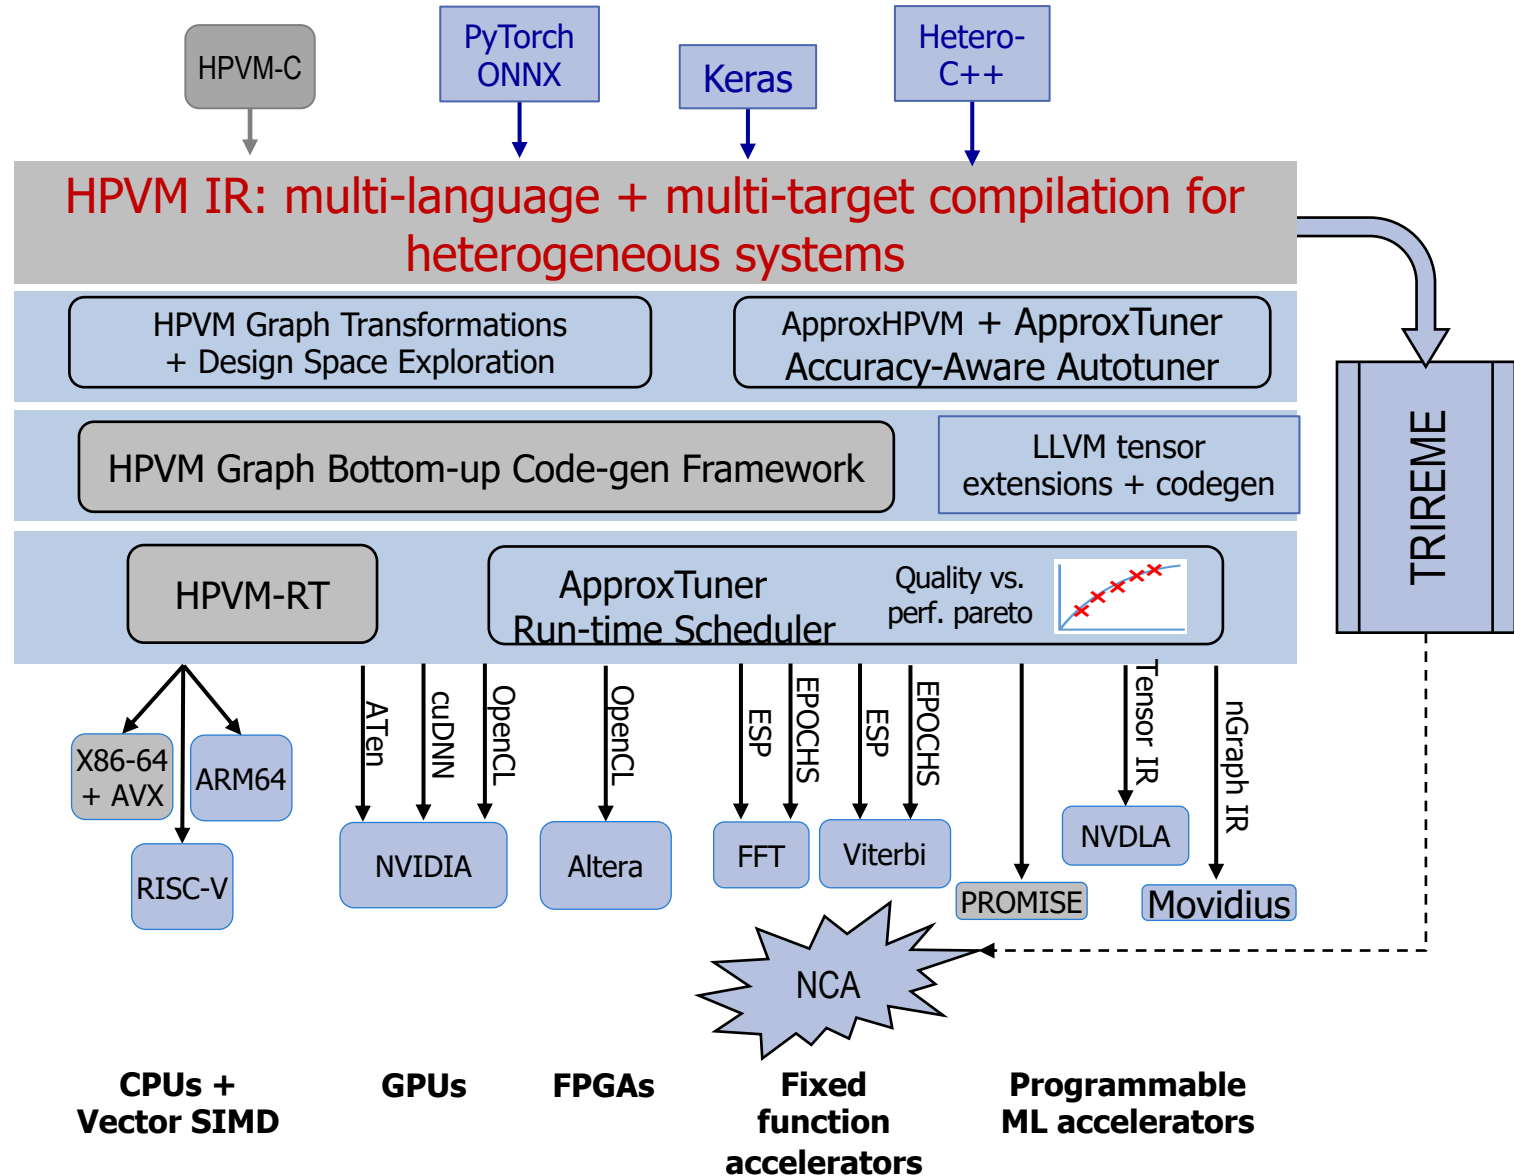 HPVM-C
PyTorch
ONNX
Keras
Hetero-
C++
HPVM IR: multi-language + multi-target compilation for
heterogeneous systems
HPVM Graph Transformations
+ Design Space Exploration
ApproxHPVM + ApproxTuner
Accuracy-Aware Autotuner
HPVM Graph Bottom-up Code-gen Framework
LLVM tensor
extensions + codegen
TRIREME
HPVM-RT
ApproxTuner
Run-time Scheduler
Quality vs.
perf. pareto
ATen
cuDNN
OpenCL
OpenCL
ESP
EPOCHS
ESP
EPOCHS
Tensor IR
nGraph IR
X86-64
+ AVX
ARM64
RISC-V
NVIDIA
Altera
FFT
Viterbi
PROMISE
NVDLA
Movidius
NCA
CPUs +
Vector SIMD
GPUs
FPGAs
Fixed
function
accelerators
Programmable
ML accelerators